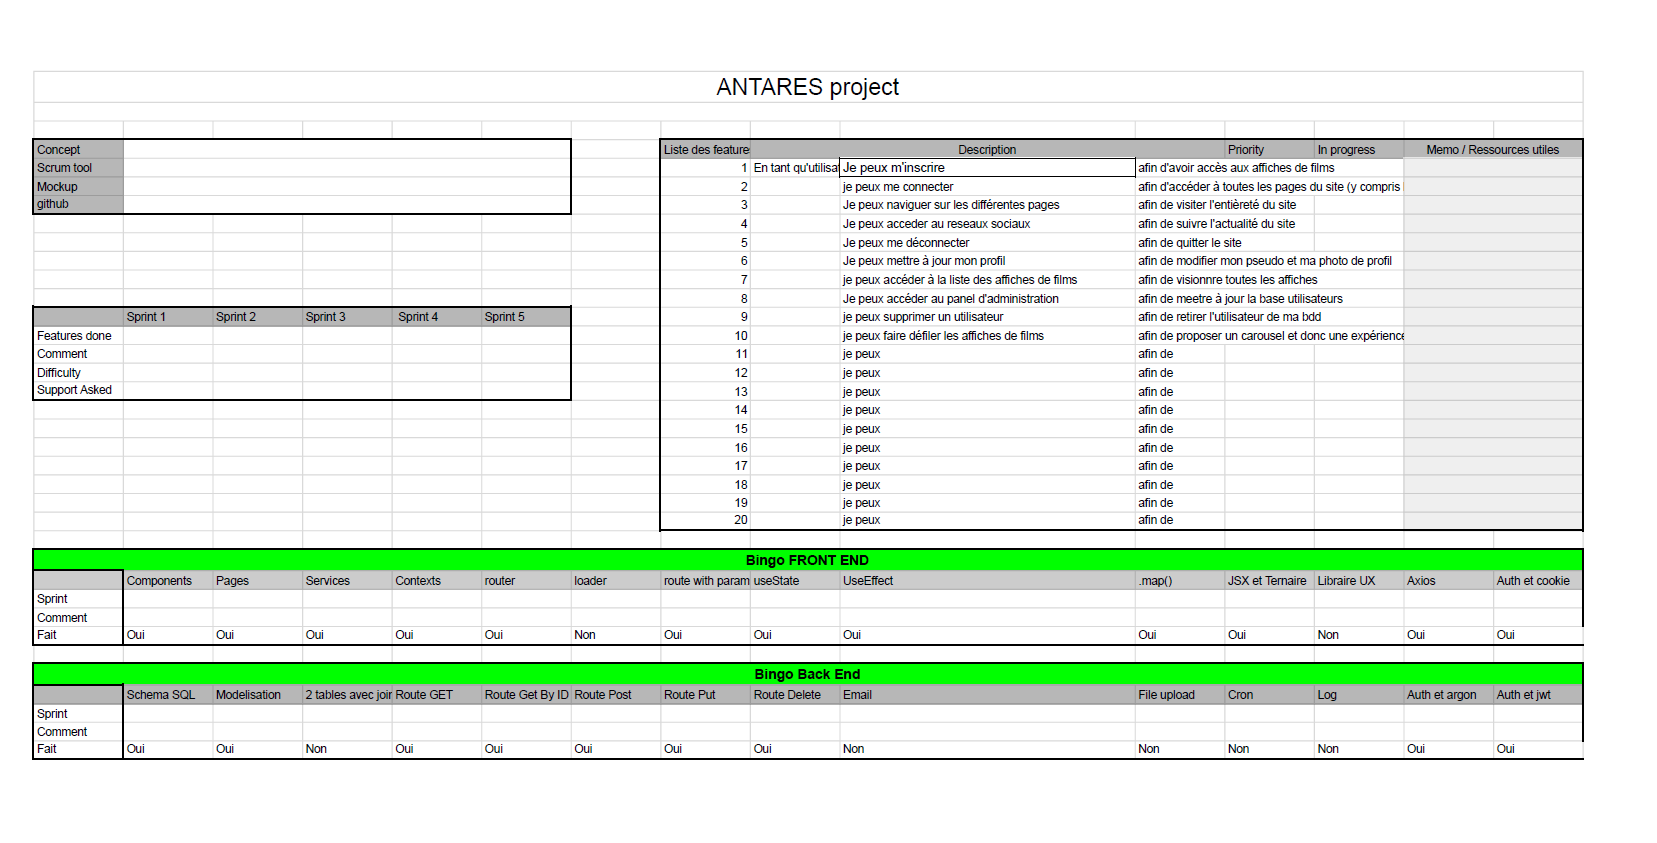 ANTARES project
Concept
Scrum tool
Mockup
github
Sprint 1 Sprint 2 Sprint 3 Sprint 4 Sprint 5
Features done
Comment
Difficulty
Support Asked
Liste des feature Description Priority In progress Memo / Ressources utiles
1 En tant qu'utilisat Je peux m'inscrire afin d'avoir accès aux affiches de films
2 je peux me connecter afin d'accéder à toutes les pages du site (y compris
3 Je peux naviguer sur les différentes pages afin de visiter l'entièreté du site
4 Je peux acceder au reseaux sociaux afin de suivre l'actualité du site
5 Je peux me déconnecter afin de quitter le site
6 Je peux mettre à jour mon profil afin de modifier mon pseudo et ma photo de profil
7 je peux accéder à la liste des affiches de films afin de visionnre toutes les affiches
8 Je peux accéder au panel d'administration afin de meetre à jour la base utilisateurs
9 je peux supprimer un utilisateur afin de retirer l'utilisateur de ma bdd
10 je peux faire défiler les affiches de films afin de proposer un carousel et donc une expérience
11 je peux afin de
12 je peux afin de
13 je peux afin de
14 je peux afin de
15 je peux afin de
16 je peux afin de
17 je peux afin de
18 je peux afin de
19 je peux afin de
20 je peux afin de
Bingo FRONT END
Components Pages Services Contexts router loader route with param useState UseEffect .map() JSX et Ternaire Libraire UX Axios Auth et cookie
Sprint
Comment
Fait Oui Oui Oui Oui Oui Non Oui Oui Oui Oui Oui Non Oui Oui
Bingo Back End
Schema SQL Modelisation 2 tables avec join Route GET Route Get By ID Route Post Route Put Route Delete Email File upload Cron Log Auth et argon Auth et jwt
Sprint
Comment
Fait Oui Oui Non Oui Oui Oui Oui Oui Non Non Non Non Oui Oui